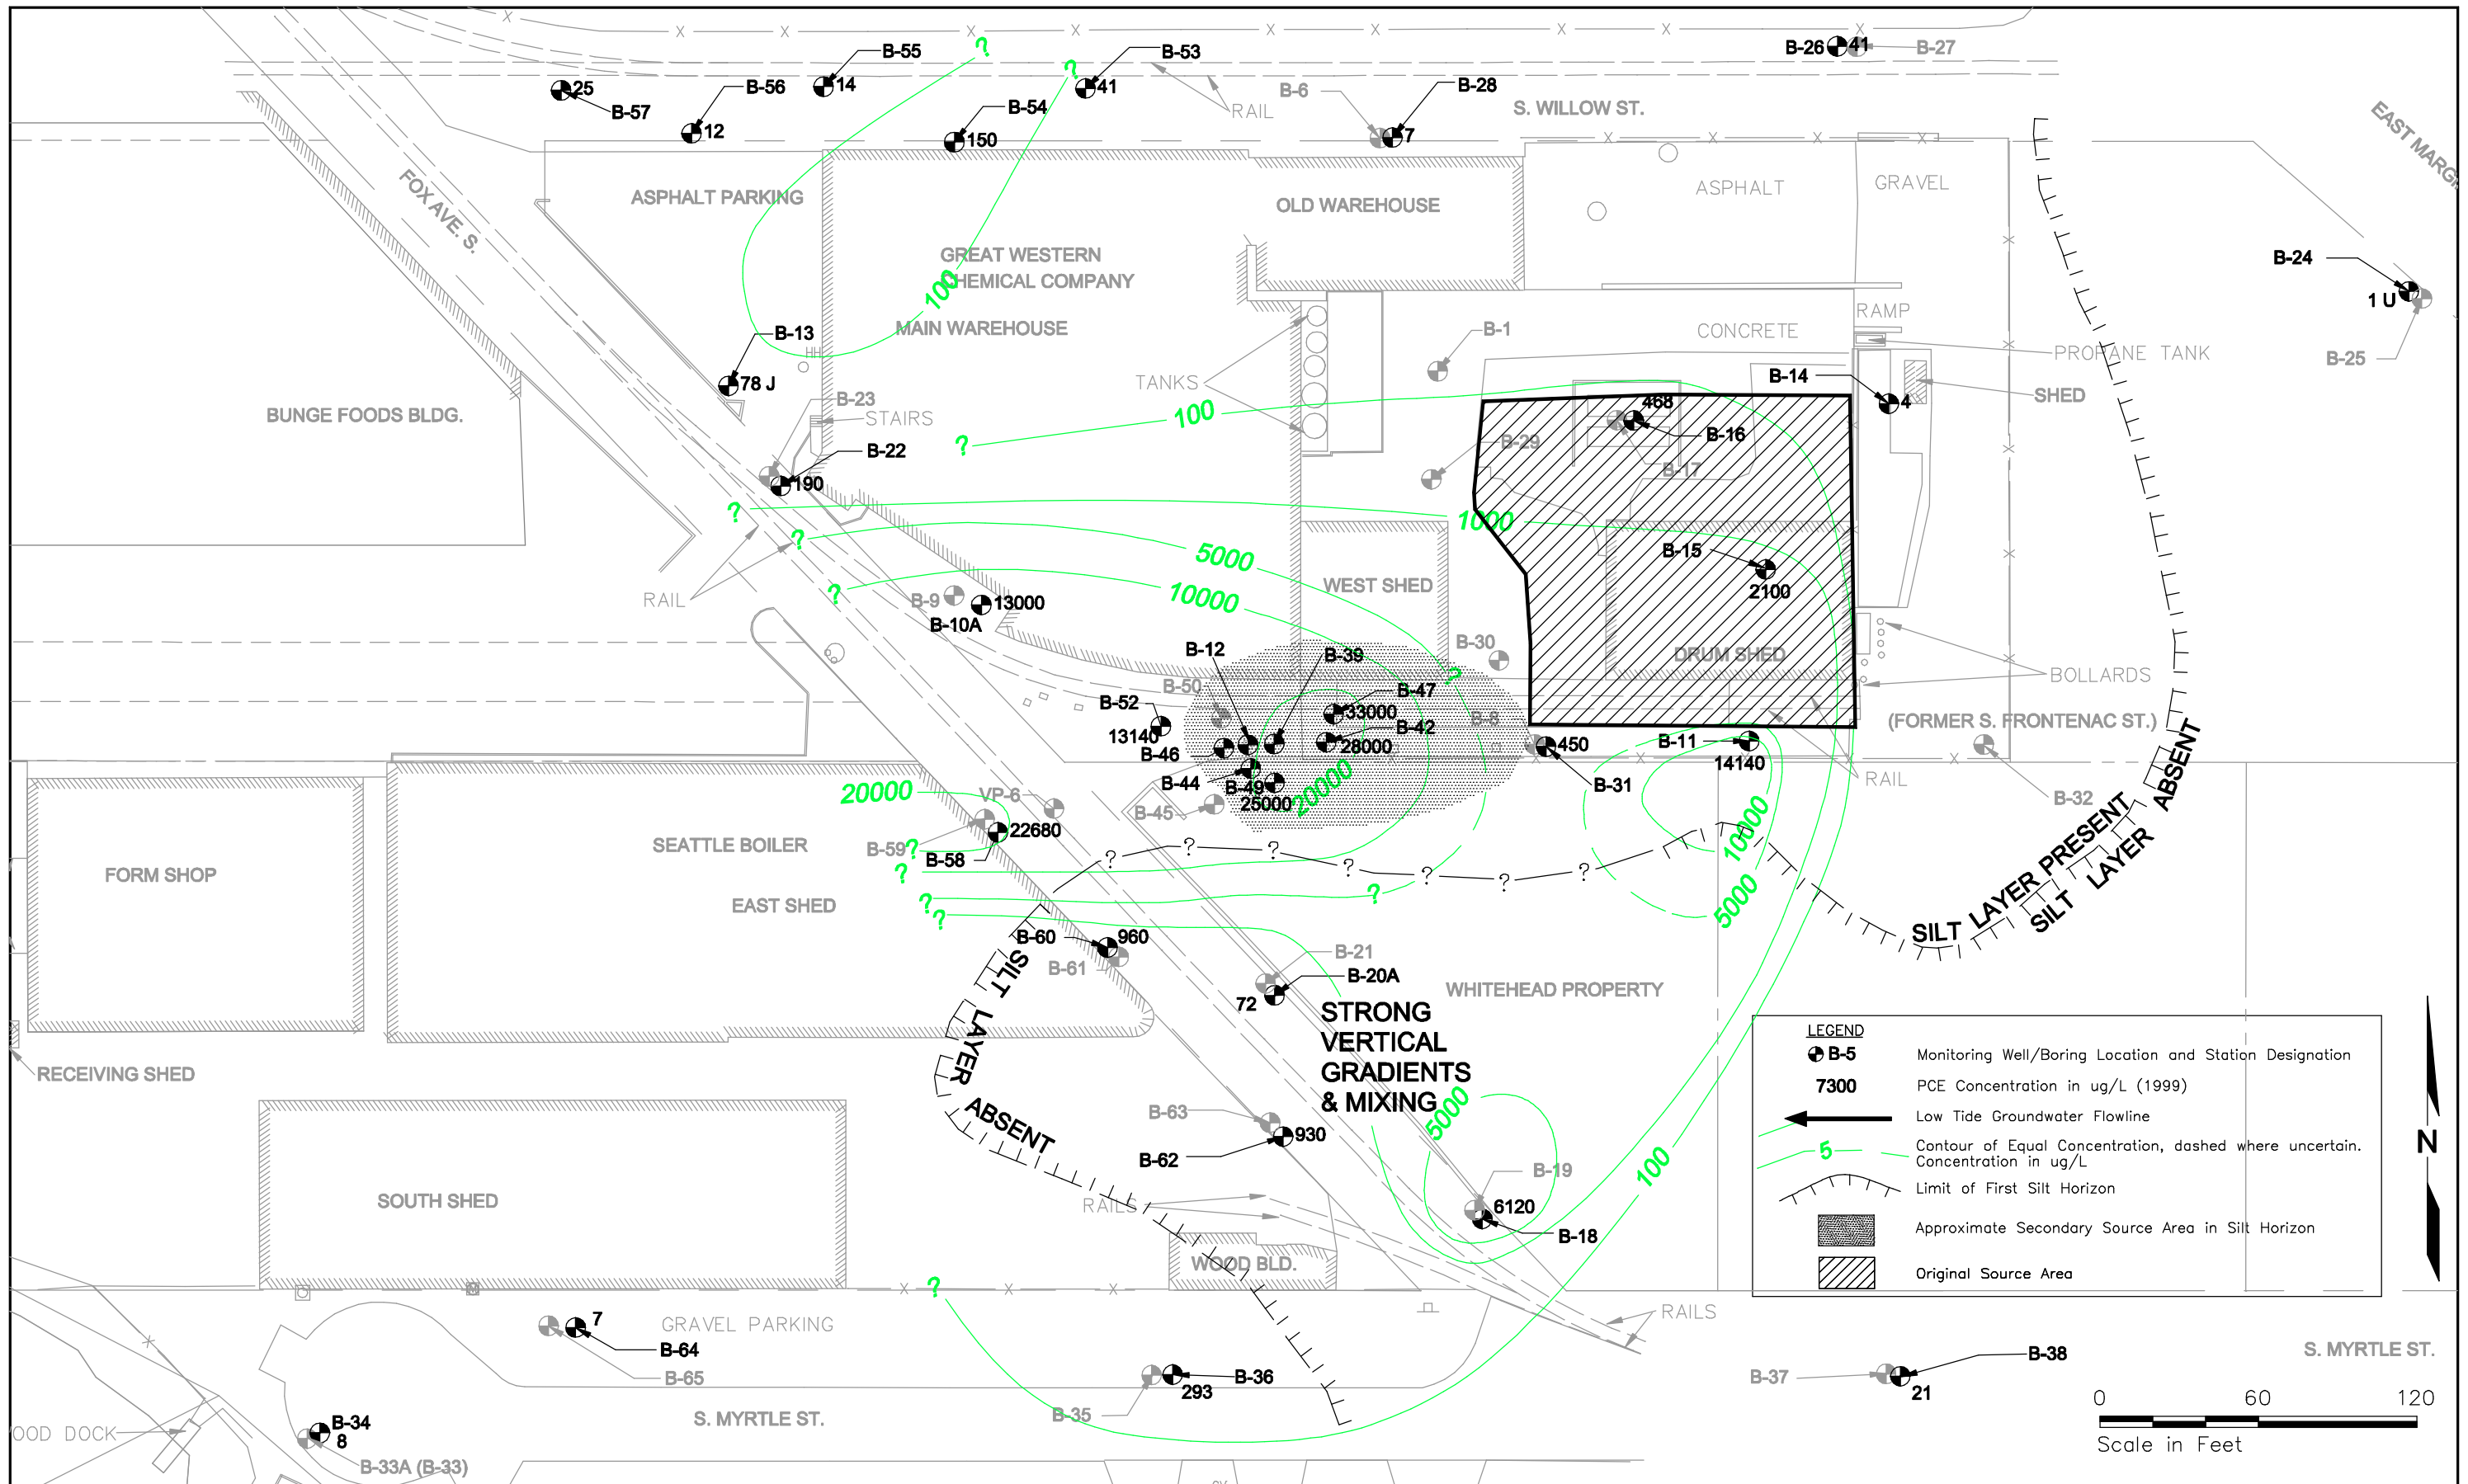 B-55
B-53
B-26
41
B-27
25
B-57
B-56
12
14
41
B-54
150
RAIL
B-6
B-28
7
S. WILLOW ST.
FOX AVE. S.
ASPHALT PARKING
OLD WAREHOUSE
ASPHALT
GRAVEL
GREAT WESTERN
CHEMICAL COMPANY
MAIN WAREHOUSE
100
B-24
1 U
B-25
B-13
78 J
HH
B-23
STAIRS
B-22
190
TANKS
B-1
CONCRETE
RAMP
PROPANE TANK
SHED
B-14
4
BUNGE FOODS BLDG.
100
468
B-16
B-17
B-29
1000
5000
10000
B-15
2100
WEST SHED
RAIL
B-9
13000
B-10A
B-12
B-39
B-30
DRUM SHED
BOLLARDS
B-50
B-47
33000
B-52
13140
B-42
28000
B-46
B-8
450
B-31
B-11
14140
(FORMER S. FRONTENAC ST.)
B-44
B-49
25000
20000
B-45
RAIL
B-32
20000
VP-6
22680
B-59
B-58
SEATTLE BOILER
EAST SHED
FORM SHOP
10000
5000
SILT LAYER PRESENT
SILT LAYER ABSENT
B-60
960
B-61
B-21
B-20A
72
WHITEHEAD PROPERTY
STRONG
VERTICAL
GRADIENTS
& MIXING
SILT LAYER ABSENT
RECEIVING SHED
SOUTH SHED
B-63
930
B-62
5000
B-19
6120
B-18
100
RAILS
WOOD BLD.
RAILS
LEGEND
B-5
Monitoring Well/Boring Location and Station Designation
7300
PCE Concentration in ug/L (1999)
Low Tide Groundwater Flowline
5
Contour of Equal Concentration, dashed where uncertain.
Concentration in ug/L
Limit of First Silt Horizon
Approximate Secondary Source Area in Silt Horizon
Original Source Area
N
7
B-64
B-65
GRAVEL PARKING
B-36
293
B-35
S. MYRTLE ST.
B-37
B-38
21
S. MYRTLE ST.
B-34
8
B-33A (B-33)
OOD DOCK
0 60 120
Scale in Feet